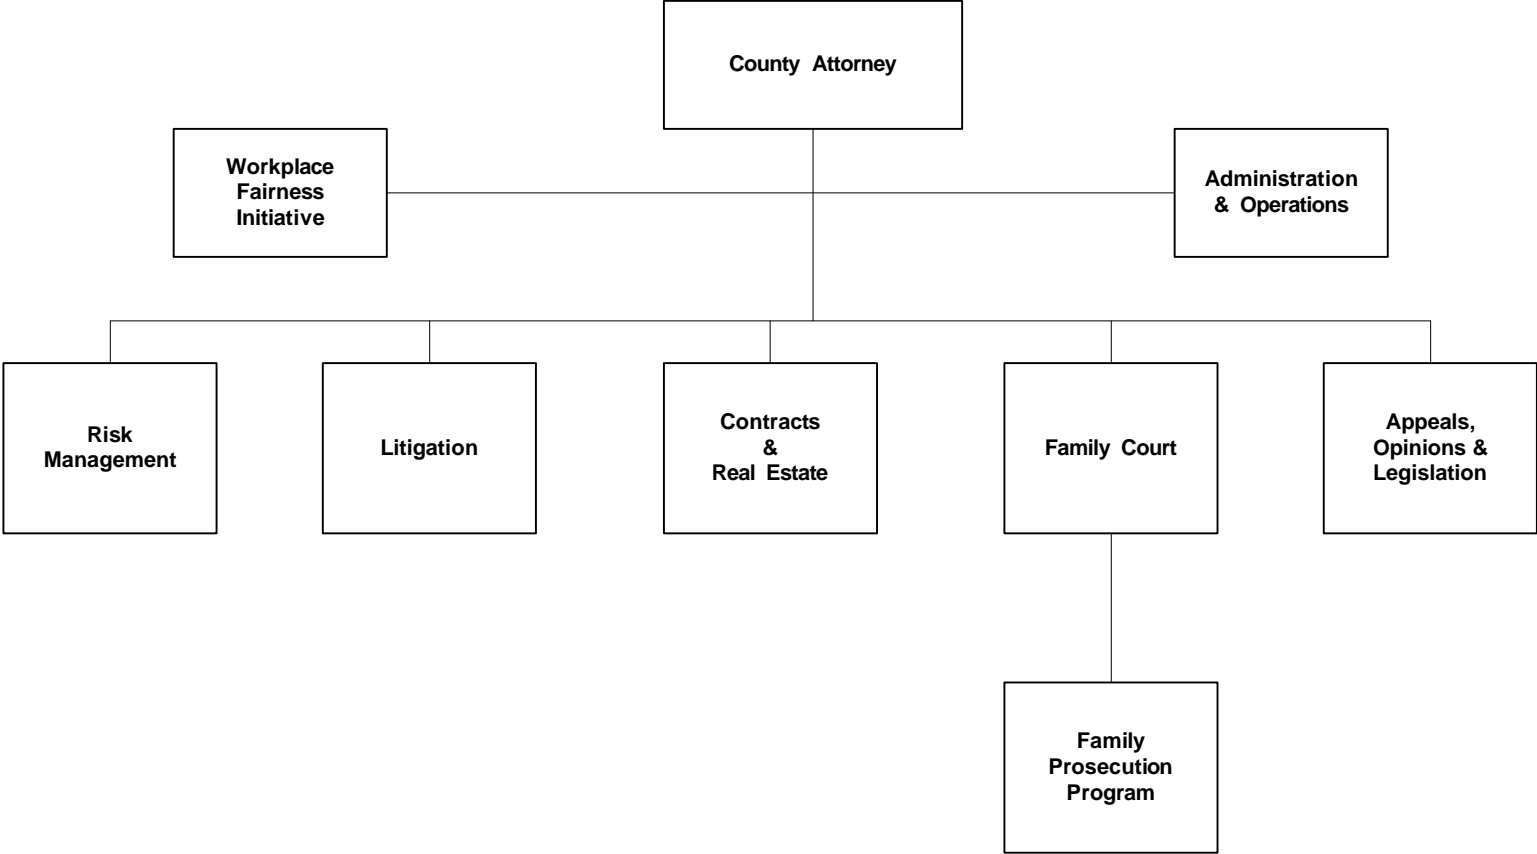 County Attorney
Workplace
Fairness
Initiative
Administration
& Operations
Risk
Management
Litigation
Contracts
&
Real Estate
Family Court
Appeals,
Opinions &
Legislation
Family
Prosecution
Program